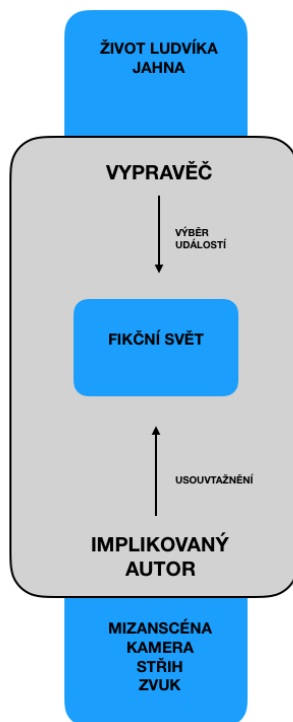 ŽIVOT LUDVÍKA
JAHNA
VYPRAVĚČ
VÝBĚR
UDÁLOSTÍ
FIKČNÍ SVĚT
USOUVTAŽNĚNÍ
IMPLIKOVANÝ
AUTOR
MIZANSCÉNA
KAMERA
STŘIH
ZVUK